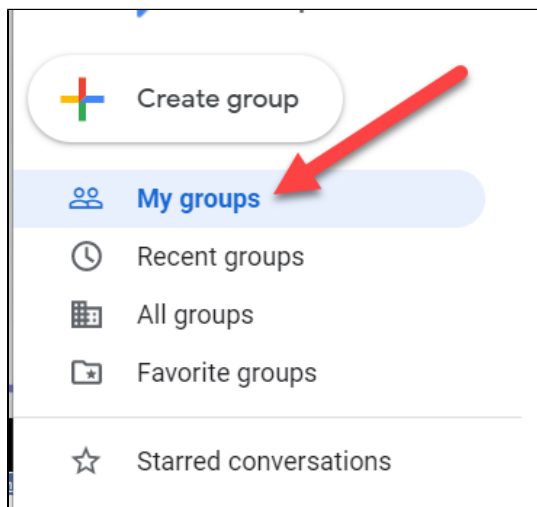 Create group
My groups
Recent groups
All groups
Favorite groups
Starred conversations